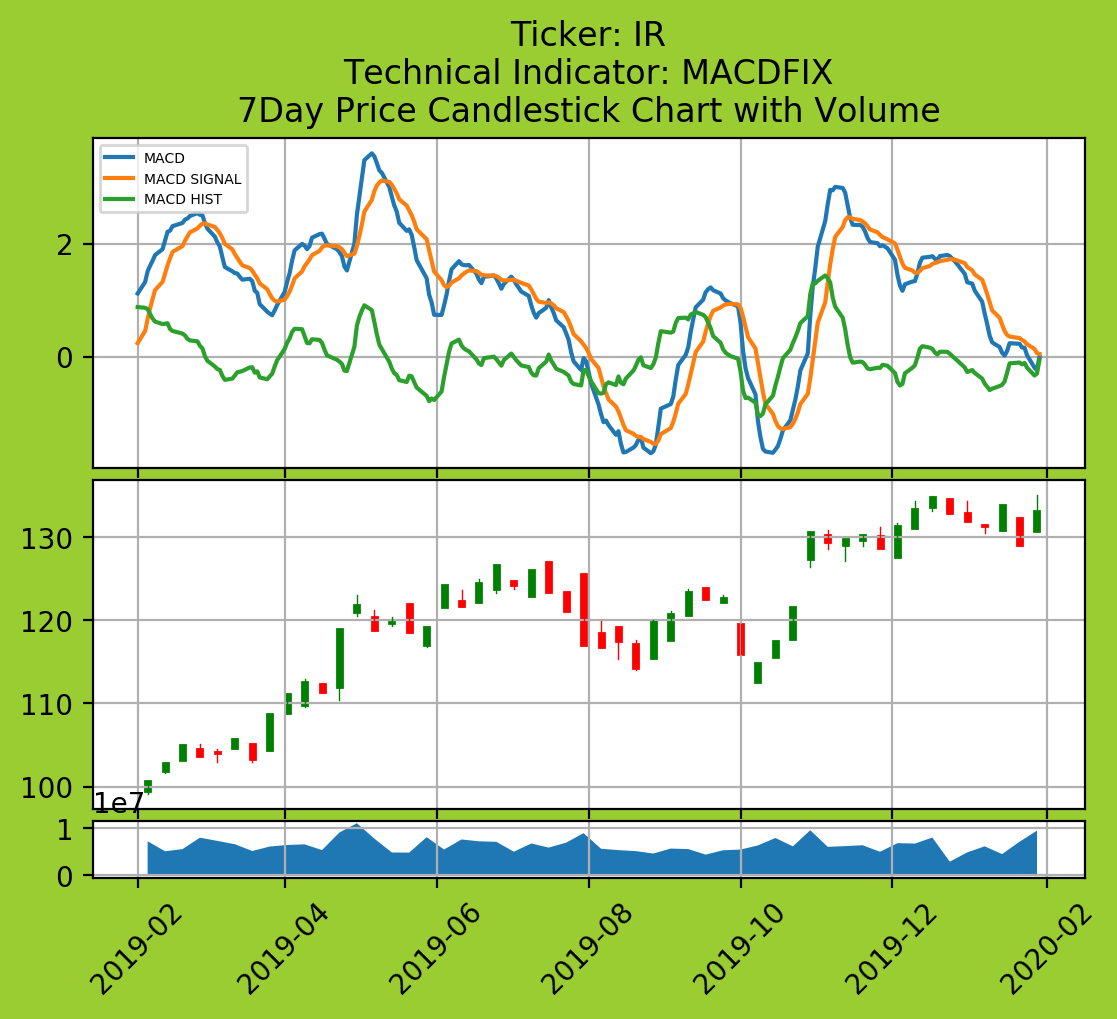 Ticker: IR
Technical Indicator: MACDFIX
7Day Price Candlestick Chart with Volume
MACD
MACD SIGNAL
MACD HIST
2
0
130
120
110
100
1e7
1
0
2019-02
2019-04
2019-06
2019-08
2019-10
2019-12
2020-02